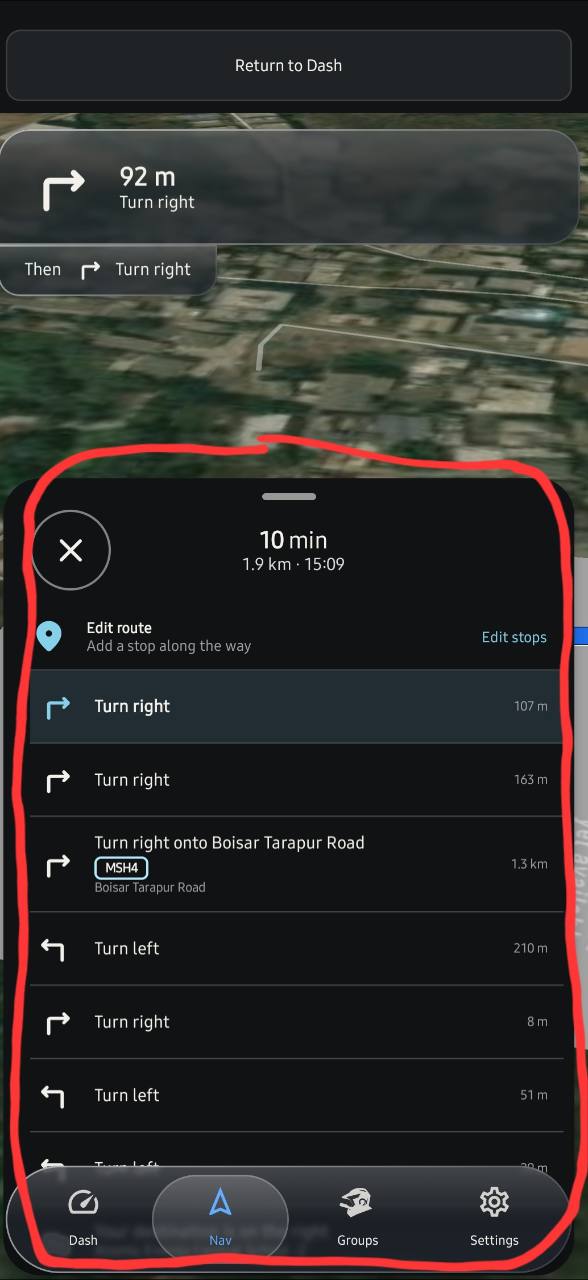 Return to Dash
92 m
Turn right
Then Turn right
10 min
1.9 km · 15:09
Edit route
Add a stop along the way
Edit stops
Turn right 107 m
Turn right 163 m
Turn right onto Boisar Tarapur Road
MSH4
1.3 km
Boisar Tarapur Road
Turn left 210 m
Turn right 8 m
Turn left 51 m
Turn left
Dash Nav Groups Settings